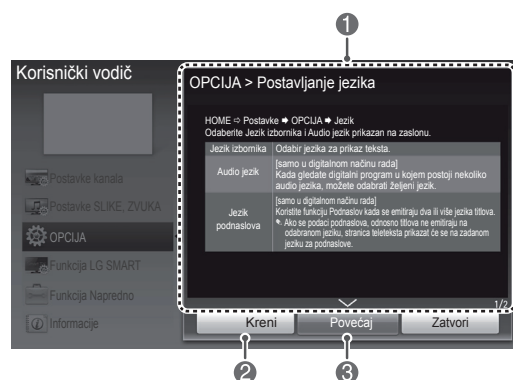 1
Korisnički vodič
Postavke kanala
Postavke SLIKE, ZVUKA
OPCIJA
Funkcija LG SMART
Funkcija Napredno
Informacije
OPCIJA > Postavljanje jezika
HOME ⇨ Postavke ➡ OPCIJA ➡ Jezik
Odaberite Jezik izbornika i Audio jezik prikazan na zaslonu.
Jezik izbornika Odabir jezika za prikaz teksta.
Audio jezik
[samo u digitalnom načinu rada]
Kada gledate digitalni program u kojem postoji nekoliko
audio jezika, možete odabrati željeni jezik.
Jezik
podnaslova
[samo u digitalnom načinu rada]
Koristite funkciju Podnaslov kada se emitiraju dva ili više jezika titlova.
Ako se podaci podnaslova, odnosno titlova ne emitiraju na
odabranom jeziku, stranica teleteksta prikazat će se na zadanom
jeziku za podnaslove.
1/2
Kreni Povećaj Zatvori
2 3